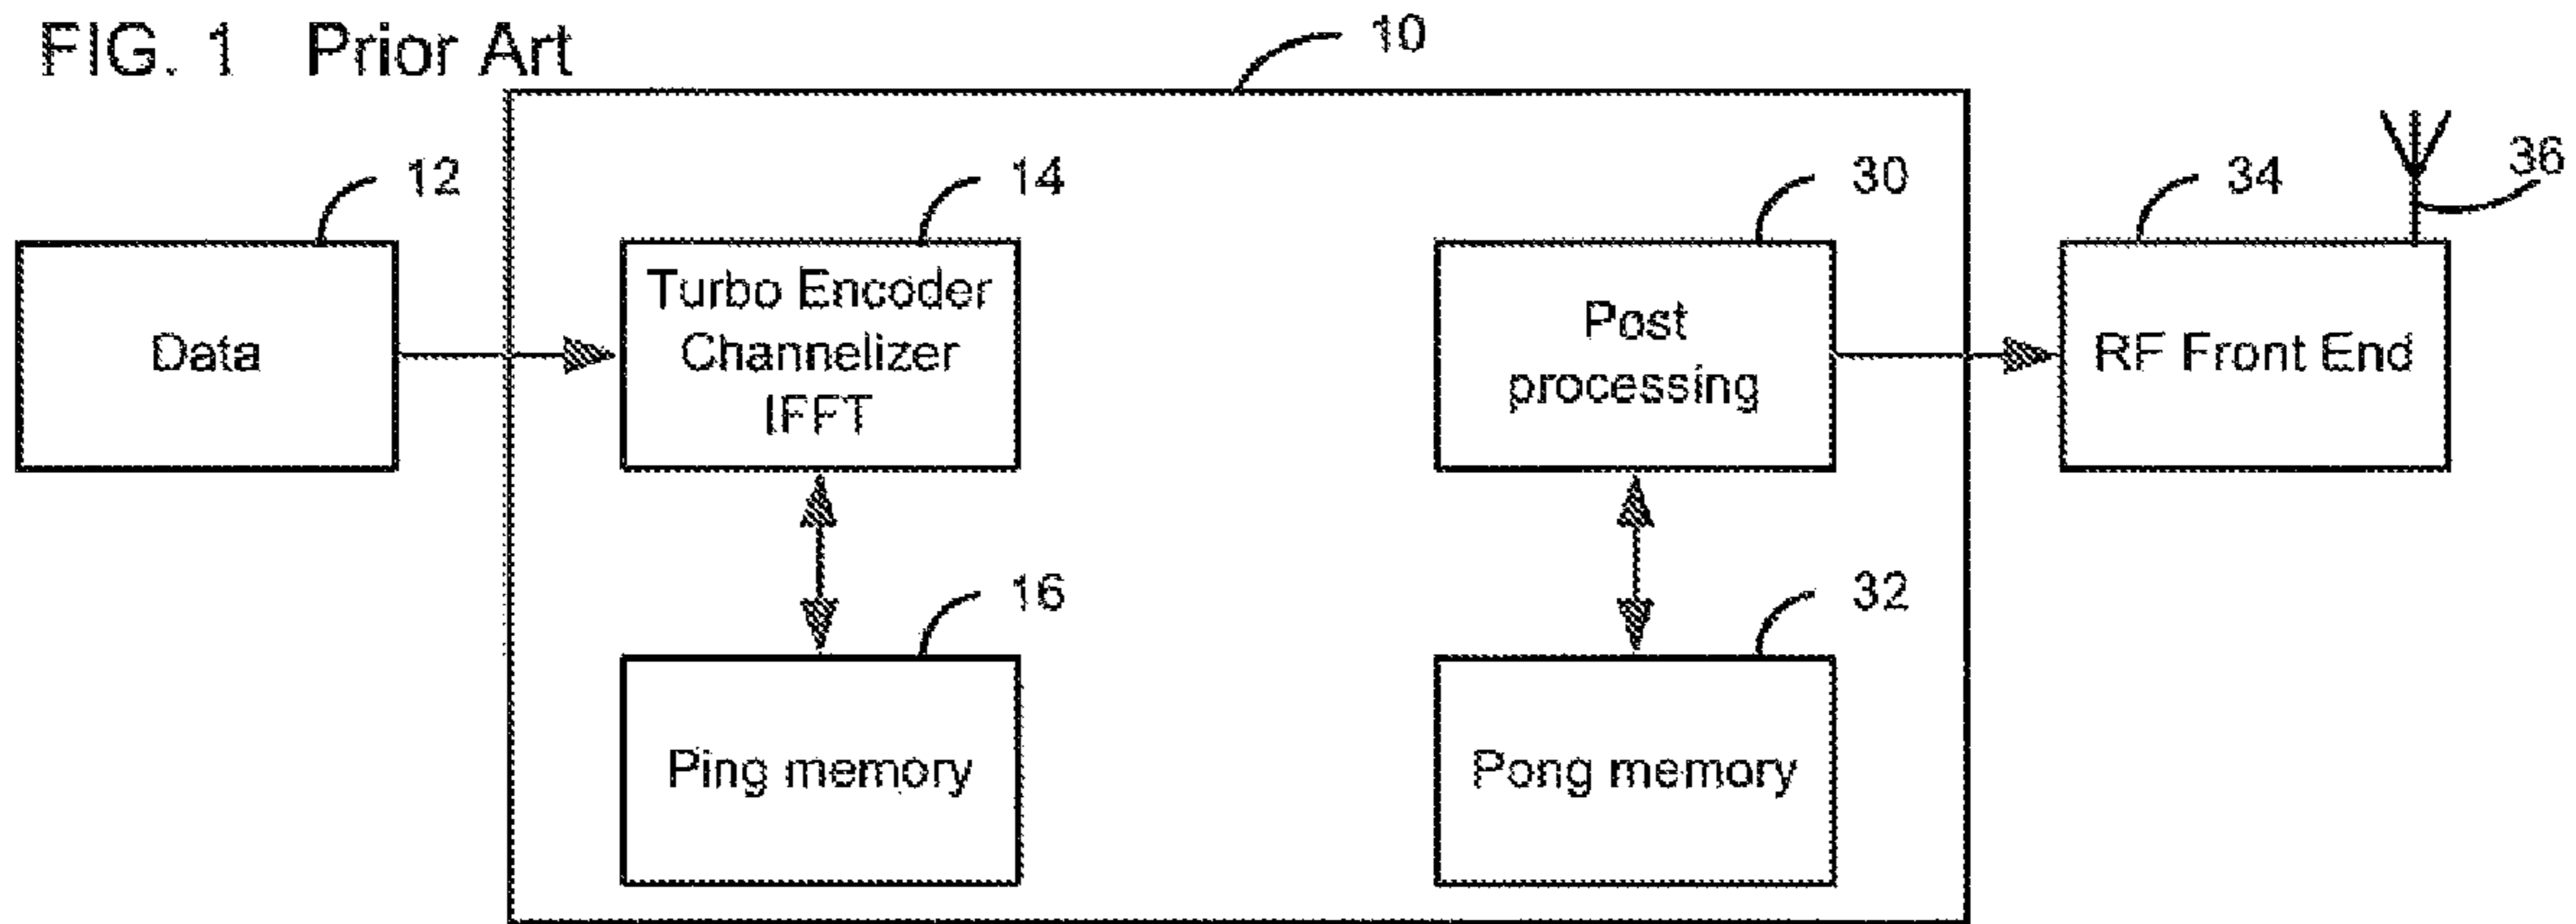 FIG. 1 Prior Art
10
12
14
30
34
36
Data
Turbo Encoder
Channelizer
IFFT
Post
processing
RF Front End
16
32
Ping memory
Pong memory